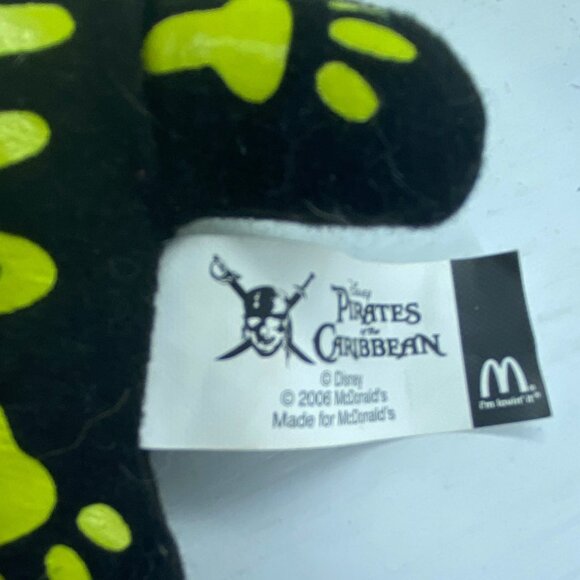 Disney
PIRATES
of the
CARIBBEAN
© Disney
© 2006 McDonald's
Made for McDonald's
M®
i'm lovin' it®